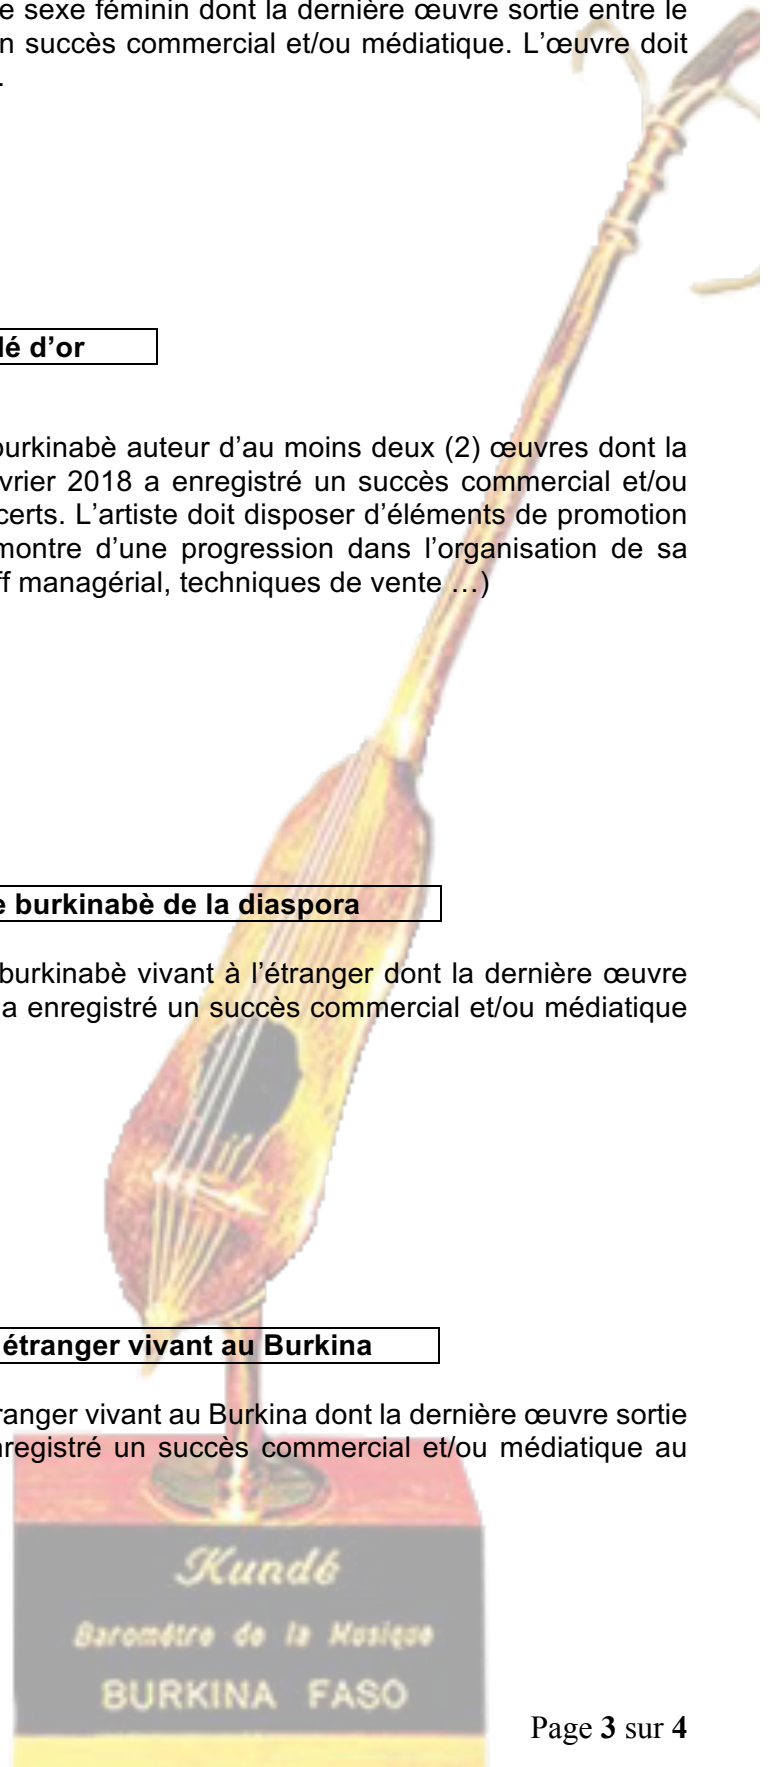 e sexe féminin dont la dernière œuvre sortie entre le
n succès commercial et/ou médiatique. L’œuvre doit
.
lé d’or
burkinabè auteur d’au moins deux (2) œuvres dont la
vrier 2018 a enregistré un succès commercial et/ou
certs. L’artiste doit disposer d’éléments de promotion
montre d’une progression dans l’organisation de sa
ff managérial, techniques de vente …)
e burkinabè de la diaspora
burkinabè vivant à l’étranger dont la dernière œuvre
a enregistré un succès commercial et/ou médiatique
étranger vivant au Burkina
ranger vivant au Burkina dont la dernière œuvre sortie
nregistré un succès commercial et/ou médiatique au
Kundé
Baromètre de la Musique
BURKINA FASO
Page 3 sur 4